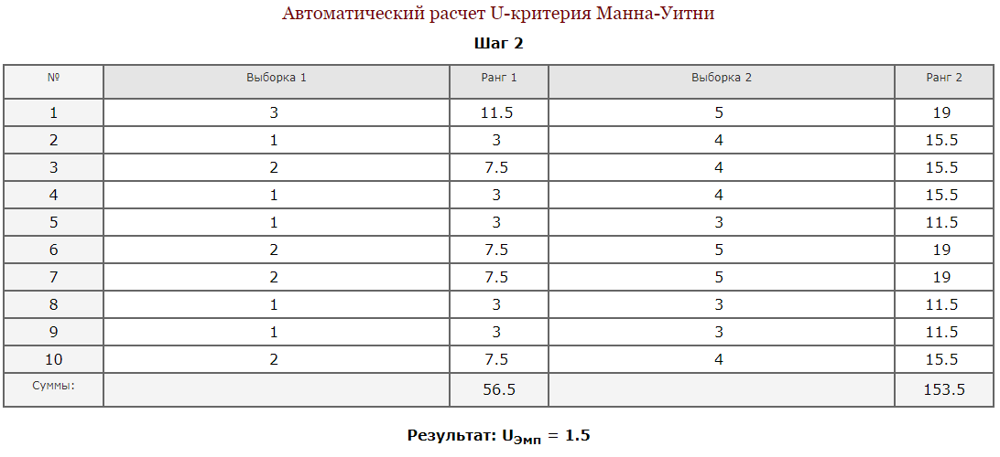 Автоматический расчет U-критерия Манна-Уитни
Шаг 2
№ Выборка 1 Ранг 1 Выборка 2 Ранг 2
1 3 11.5 5 19
2 1 3 4 15.5
3 2 7.5 4 15.5
4 1 3 4 15.5
5 1 3 3 11.5
6 2 7.5 5 19
7 2 7.5 5 19
8 1 3 3 11.5
9 1 3 3 11.5
10 2 7.5 4 15.5
Суммы: 56.5 153.5
Результат: UЭмп = 1.5